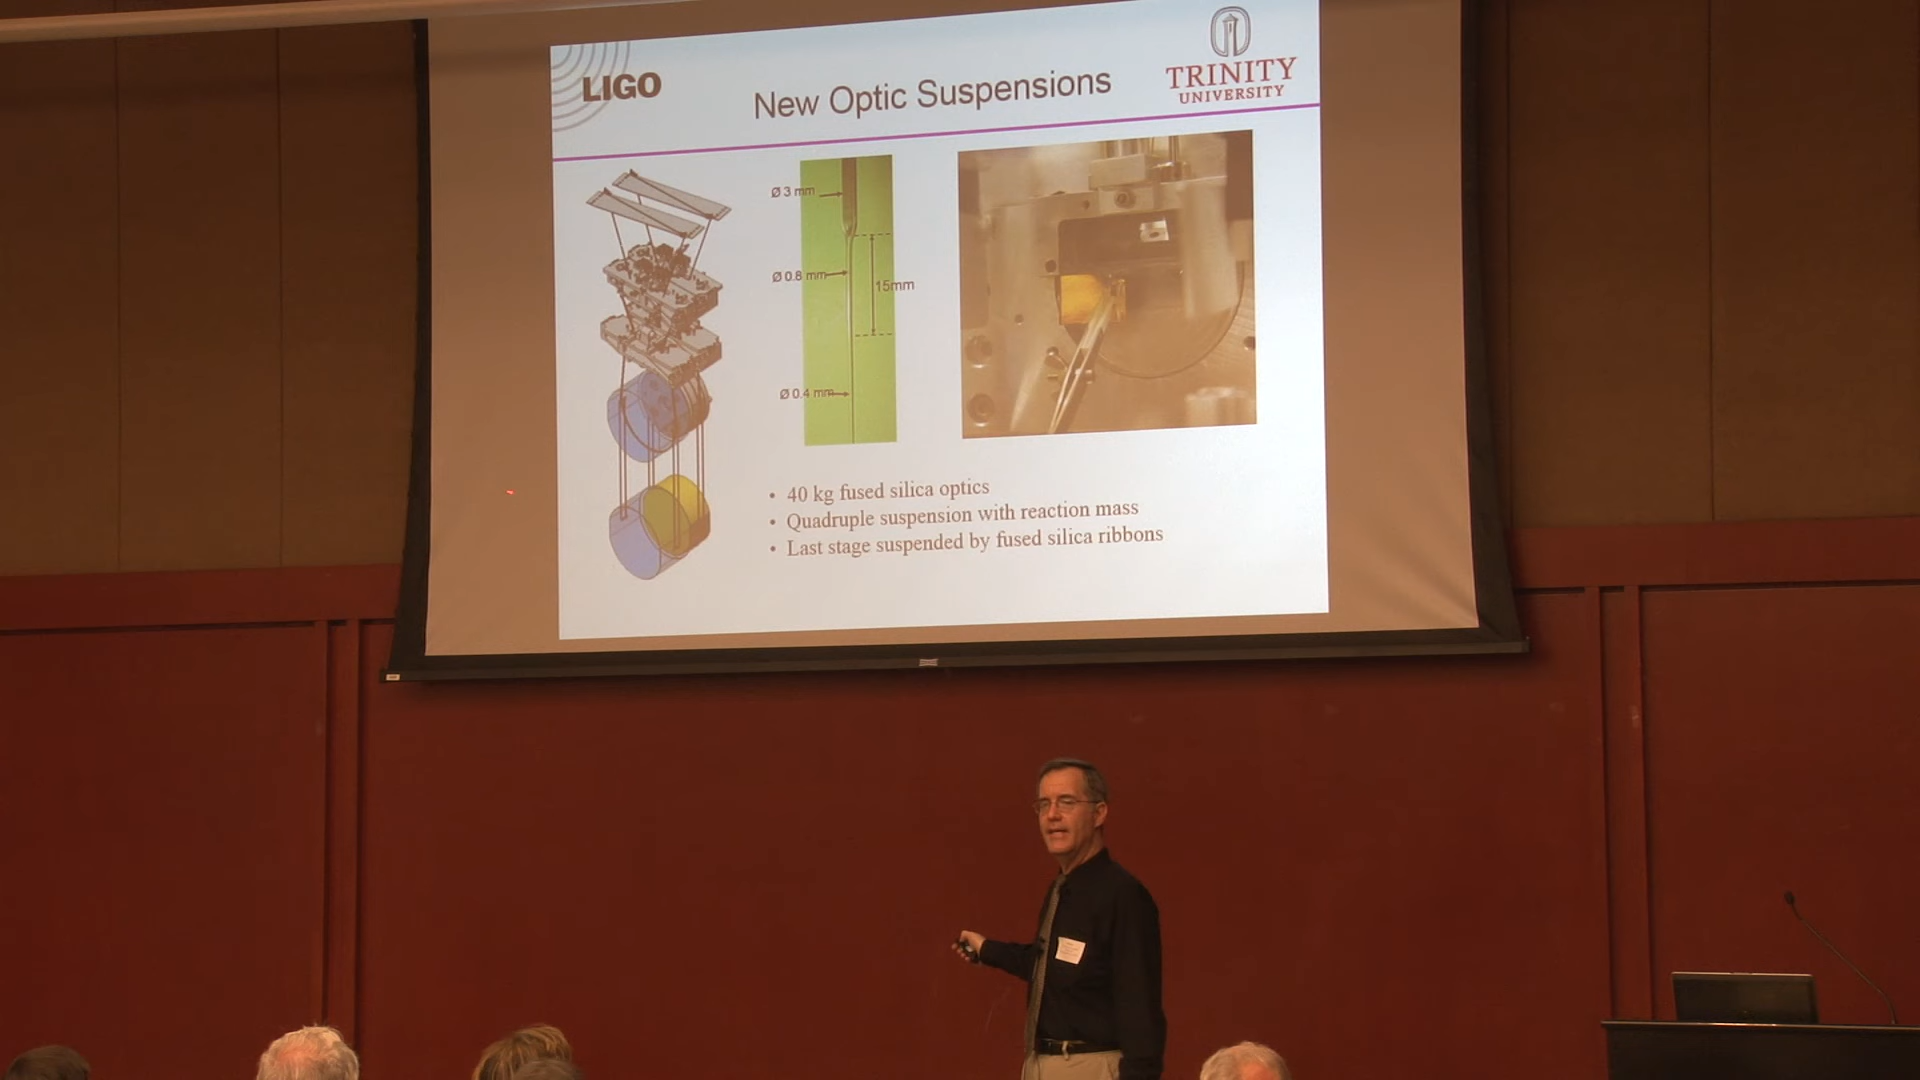 LIGO
New Optic Suspensions
TRINITY
UNIVERSITY
Ø 3 mm
Ø 0.8 mm
15mm
Ø 0.4 mm
• 40 kg fused silica optics
• Quadruple suspension with reaction mass
• Last stage suspended by fused silica ribbons